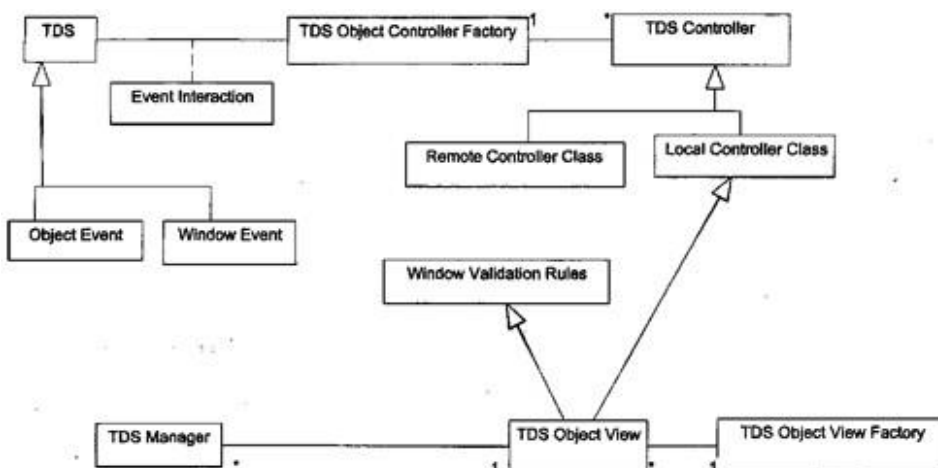 TDS
TDS Object Controller Factory
1
*
TDS Controller
Event Interaction
Remote Controller Class
Local Controller Class
Object Event
Window Event
Window Validation Rules
TDS Manager
*
1
TDS Object View
*
1
TDS Object View Factory